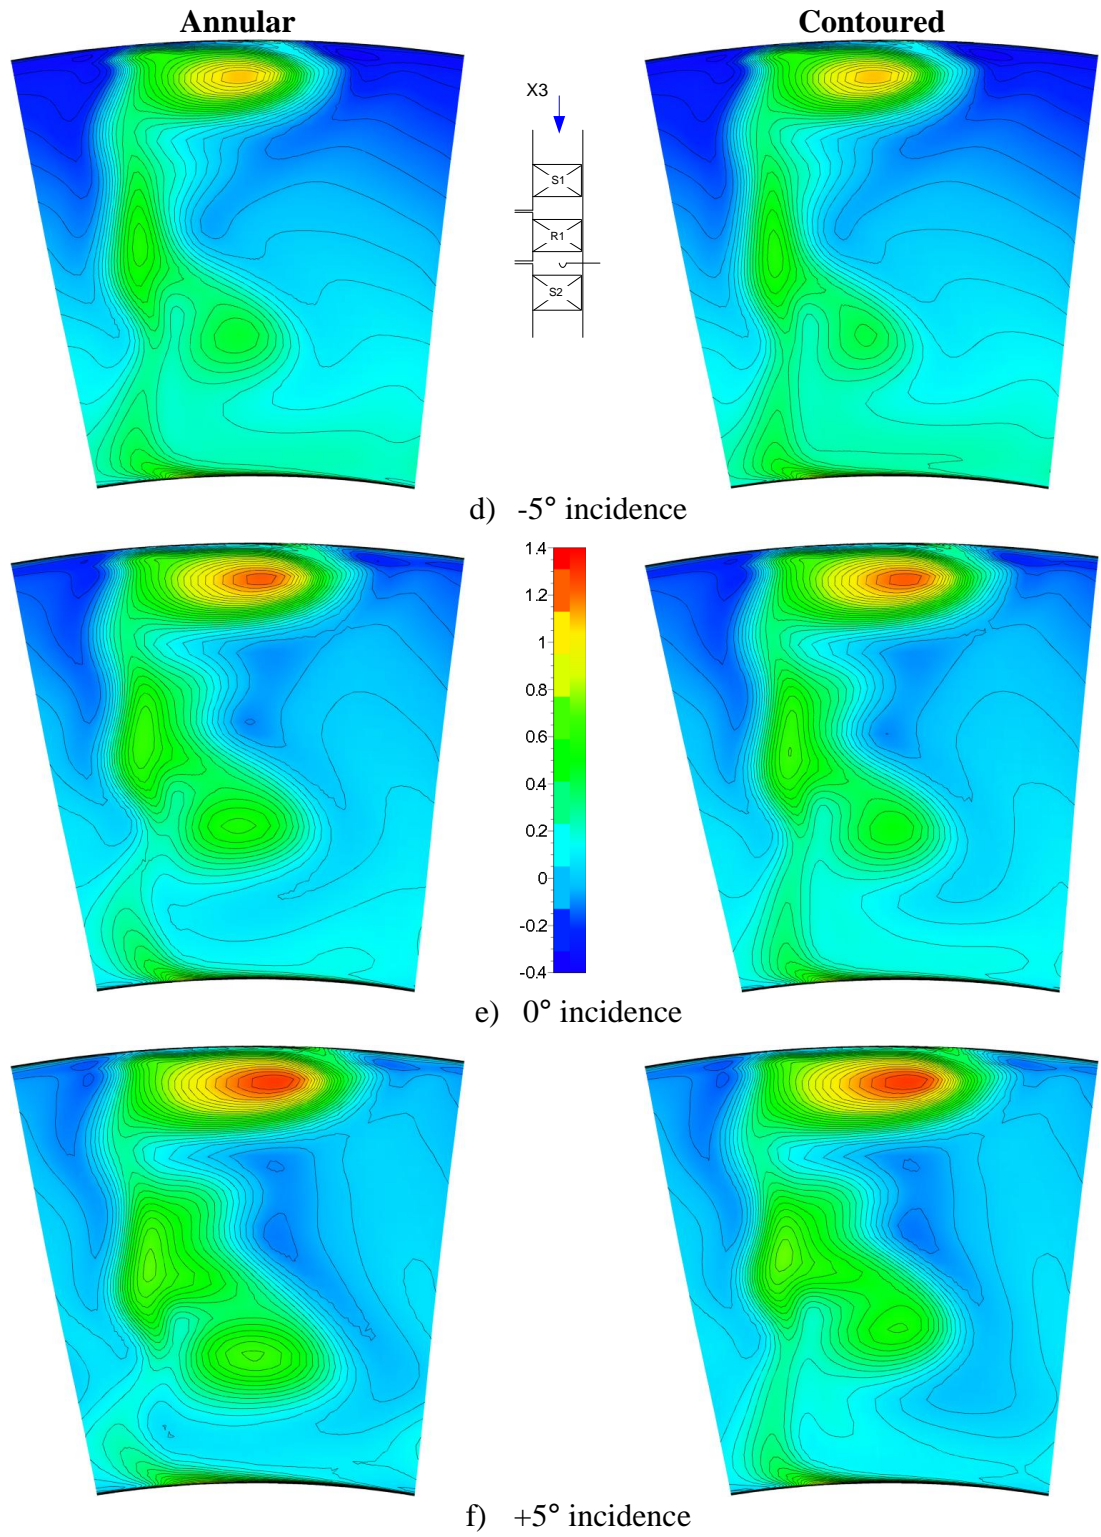 Annular
Contoured
X3
S1
R1
S2
d) -5° incidence
1.4
1.2
1
0.8
0.6
0.4
0.2
0
-0.2
-0.4
e) 0° incidence
f) +5° incidence